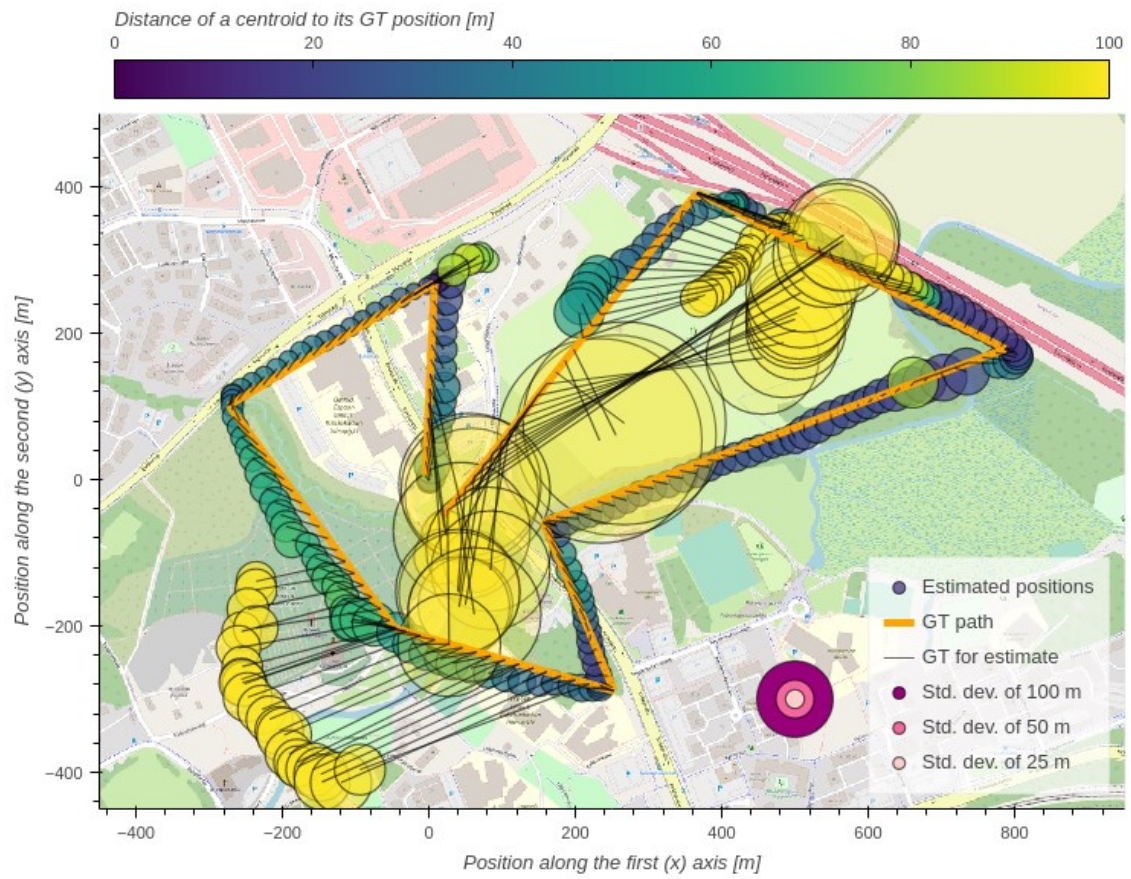 Distance of a centroid to its GT position [m]
0 20 40 60 80 100
400
200
0
−200
−400
Position along the second (y) axis [m]
Estimated positions
GT path
GT for estimate
Std. dev. of 100 m
Std. dev. of 50 m
Std. dev. of 25 m
−400 −200 0 200 400 600 800
Position along the first (x) axis [m]